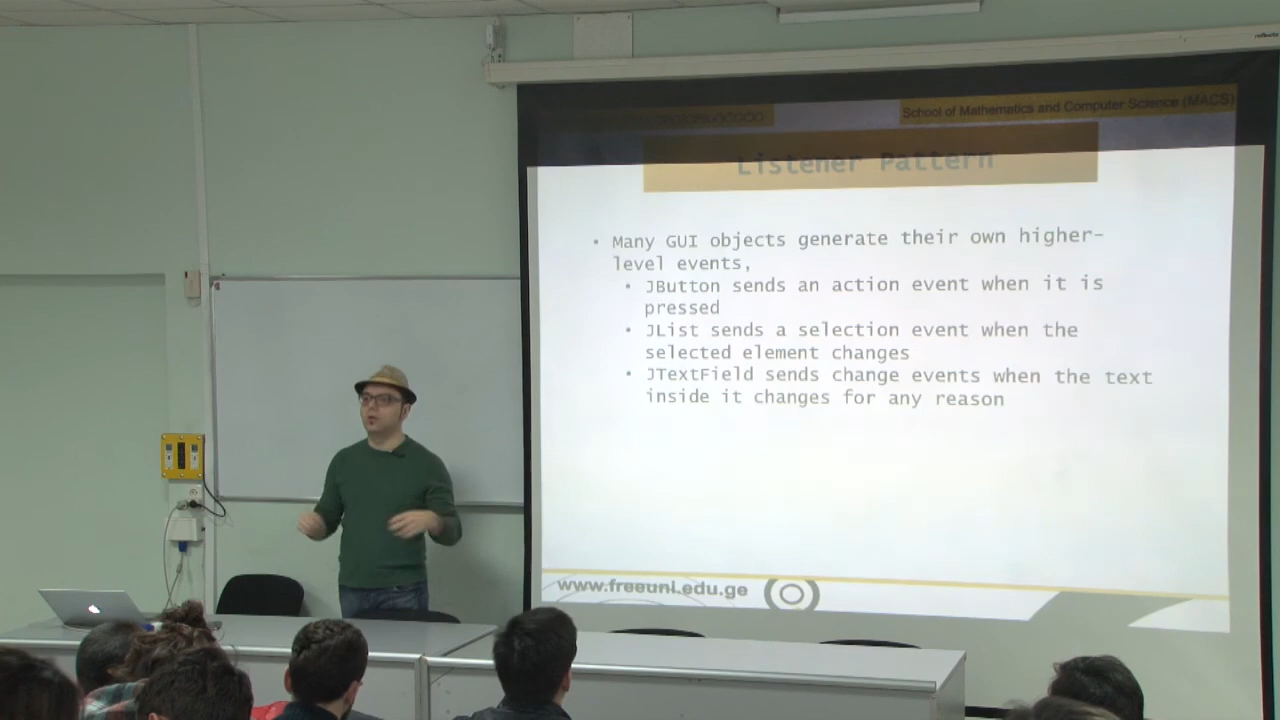 School of Mathematics and Computer Science (MACS)
Listener Pattern
• Many GUI objects generate their own higher-
level events,
• JButton sends an action event when it is
pressed
• JList sends a selection event when the
selected element changes
• JTextField sends change events when the text
inside it changes for any reason
www.freeuni.edu.ge